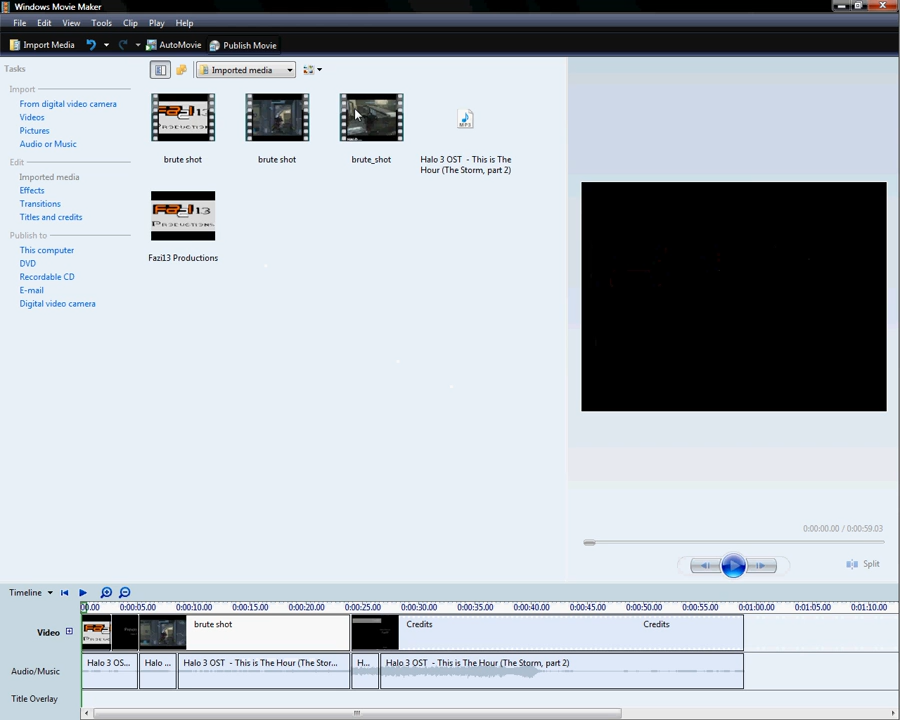 Windows Movie Maker
File Edit View Tools Clip Play Help
Import Media AutoMovie Publish Movie
Tasks
Imported media
Import
From digital video camera
Videos
Pictures
Audio or Music
Edit
Imported media
Effects
Transitions
Titles and credits
Publish to
This computer
DVD
Recordable CD
E-mail
Digital video camera
brute shot
brute shot
brute_shot
MP3
Halo 3 OST - This is The
Hour (The Storm, part 2)
Fazi13
Productions
Fazi13 Productions
0:00:00.00 / 0:00:59.03
Split
Timeline
00.00 0:00:05.00 0:00:10.00 0:00:15.00 0:00:20.00 0:00:25.00 0:00:30.00 0:00:35.00 0:00:40.00 0:00:45.00 0:00:50.00 0:00:55.00 0:01:00.00 0:01:05.00 0:01:10.00
Video brute shot Credits Credits
Audio/Music Halo 3 OS... Halo ... Halo 3 OST - This is The Hour (The Stor... H... Halo 3 OST - This is The Hour (The Storm, part 2)
Title Overlay